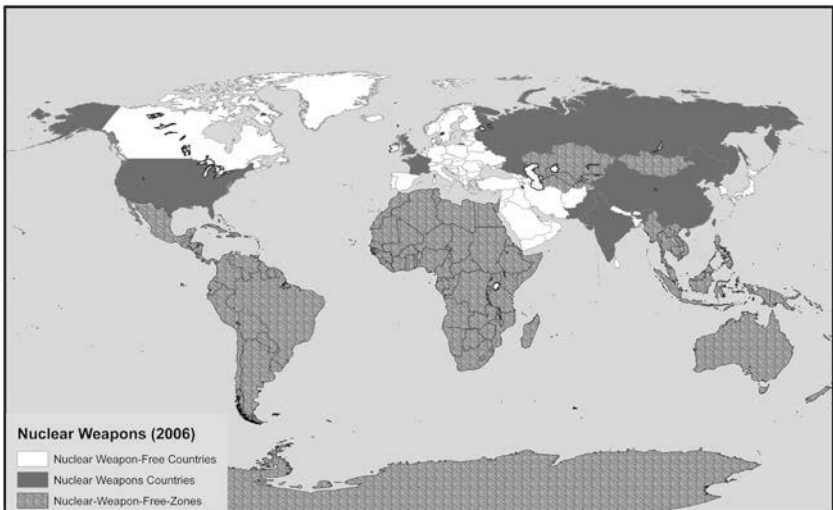 Nuclear Weapons (2006)
Nuclear Weapon-Free Countries
Nuclear Weapons Countries
Nuclear-Weapon-Free-Zones